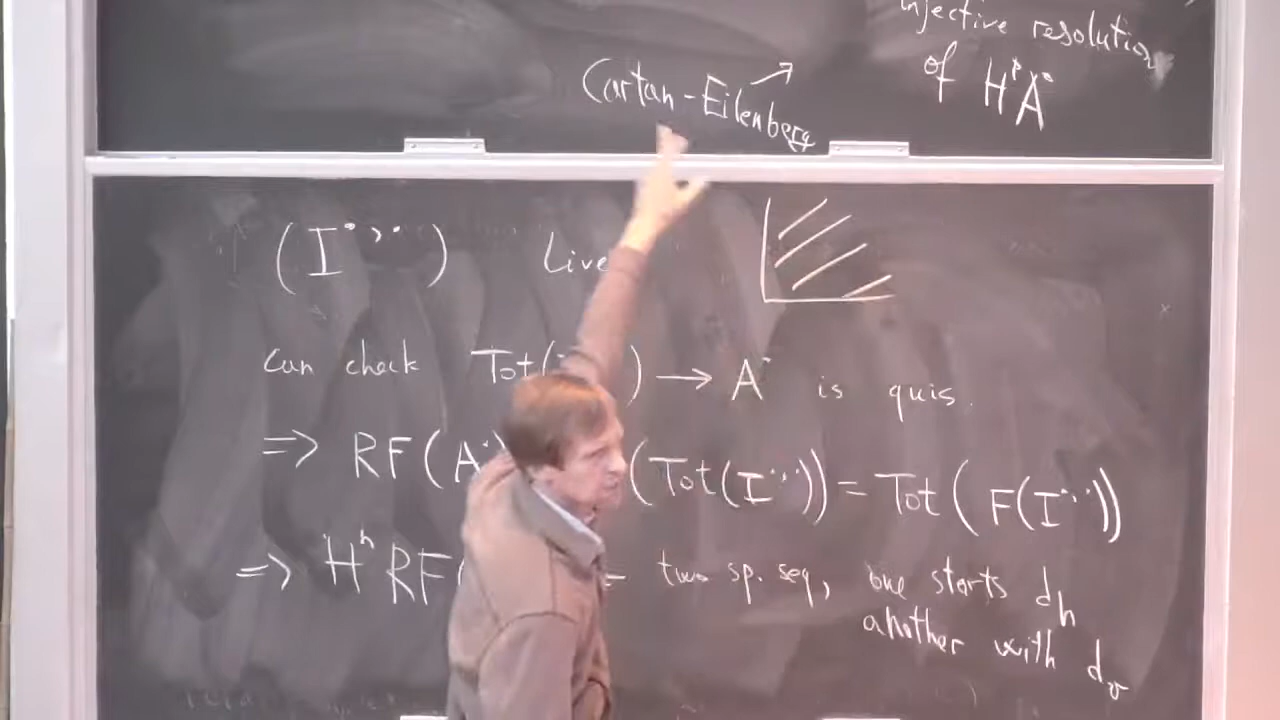 injective resolution
of H^p A^•
Cartan-Eilenberg ↗
(I^{•,•}) Live
can check Tot( ) → A^• is quis.
=> RF(A^•) (Tot(I^{•,•})) = Tot(F(I^{•,•}))
=> H^n RF( = two sp. seq, one starts d_h
another with d_v